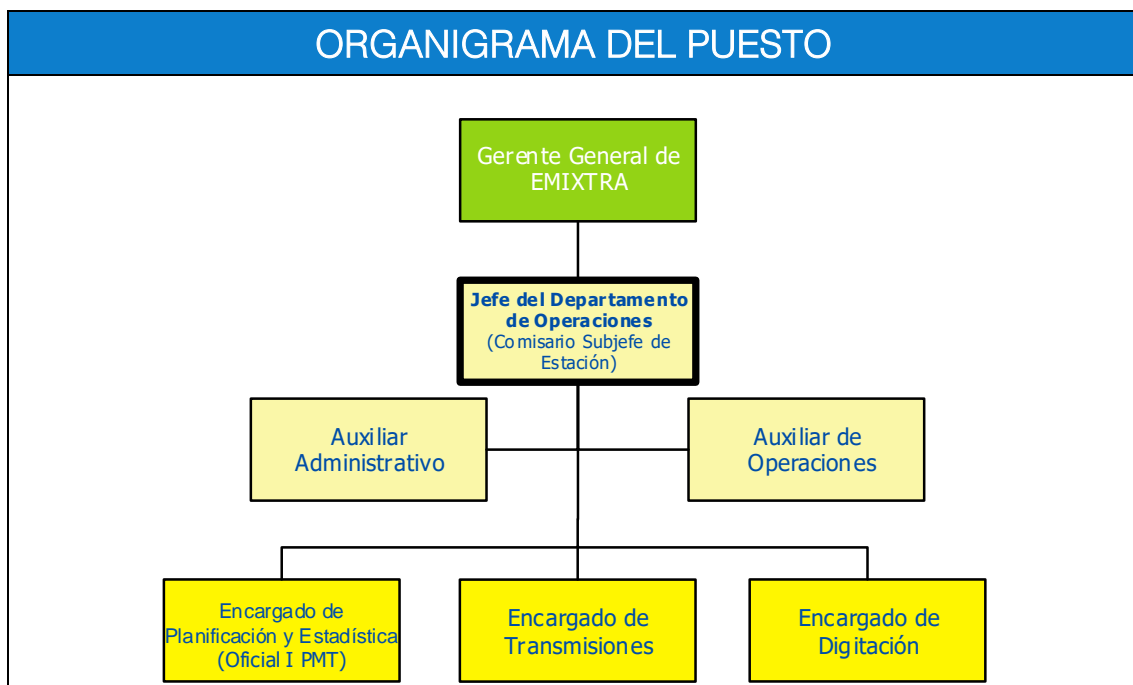 ORGANIGRAMA DEL PUESTO
Gerente General de
EMIXTRA
Jefe del Departamento
de Operaciones
(Comisario Subjefe de
Estación)
Auxiliar
Administrativo
Auxiliar de
Operaciones
Encargado de
Planificación y Estadística
(Oficial I PMT)
Encargado de
Transmisiones
Encargado de
Digitación